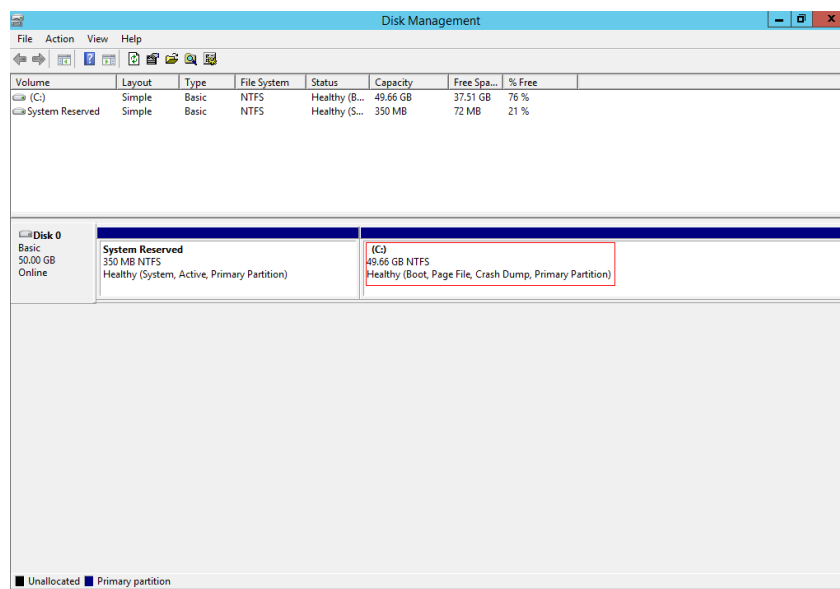 Disk Management
File Action View Help
Volume Layout Type File System Status Capacity Free Spa... % Free
(C:) Simple Basic NTFS Healthy (B... 49.66 GB 37.51 GB 76 %
System Reserved Simple Basic NTFS Healthy (S... 350 MB 72 MB 21 %
Disk 0
Basic
50.00 GB
Online
System Reserved
350 MB NTFS
Healthy (System, Active, Primary Partition)
(C:)
49.66 GB NTFS
Healthy (Boot, Page File, Crash Dump, Primary Partition)
Unallocated Primary partition